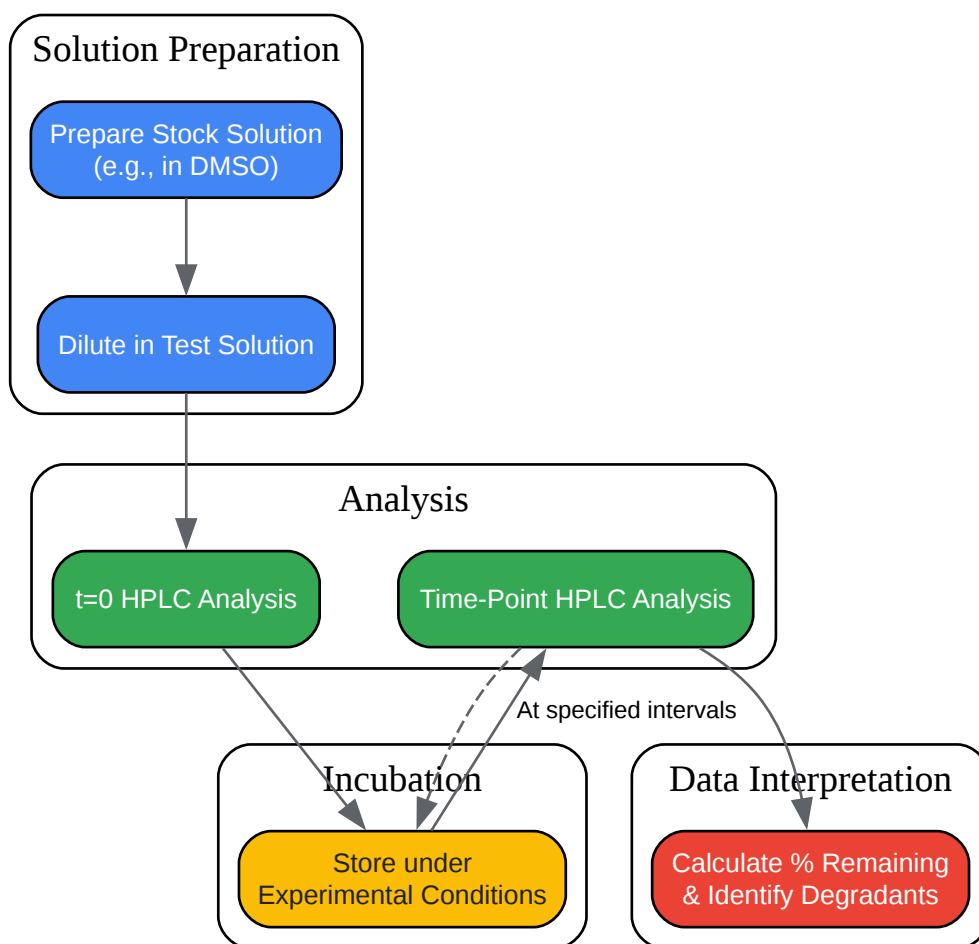 Solution Preparation
Prepare Stock Solution
(e.g., in DMSO)
Dilute in Test Solution
Analysis
t=0 HPLC Analysis
Time-Point HPLC Analysis
At specified intervals
Incubation
Store under
Experimental Conditions
Data Interpretation
Calculate % Remaining
& Identify Degradants